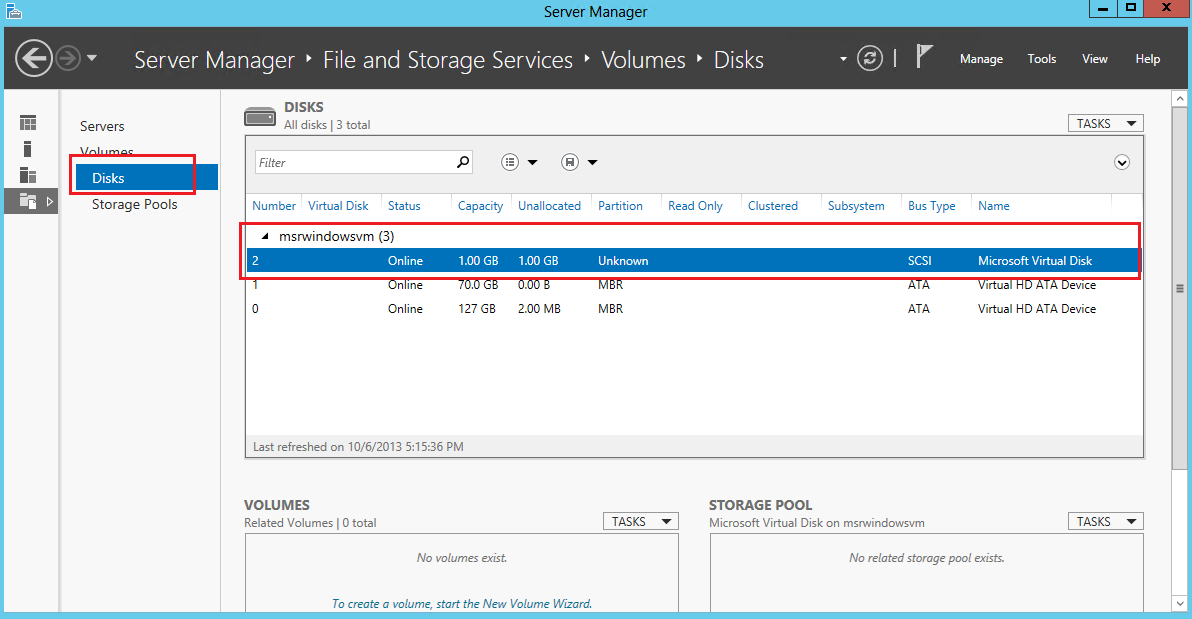 Server Manager
Server Manager ‣ File and Storage Services ‣ Volumes ‣ Disks
Manage Tools View Help
Servers
Volumes
Disks
Storage Pools
DISKS
All disks | 3 total
TASKS
Filter
Number Virtual Disk Status Capacity Unallocated Partition Read Only Clustered Subsystem Bus Type Name
msrwindowsvm (3)
2 Online 1.00 GB 1.00 GB Unknown SCSI Microsoft Virtual Disk
1 Online 70.0 GB 0.00 B MBR ATA Virtual HD ATA Device
0 Online 127 GB 2.00 MB MBR ATA Virtual HD ATA Device
Last refreshed on 10/6/2013 5:15:36 PM
VOLUMES
Related Volumes | 0 total
TASKS
No volumes exist.
To create a volume, start the New Volume Wizard.
STORAGE POOL
Microsoft Virtual Disk on msrwindowsvm
TASKS
No related storage pool exists.